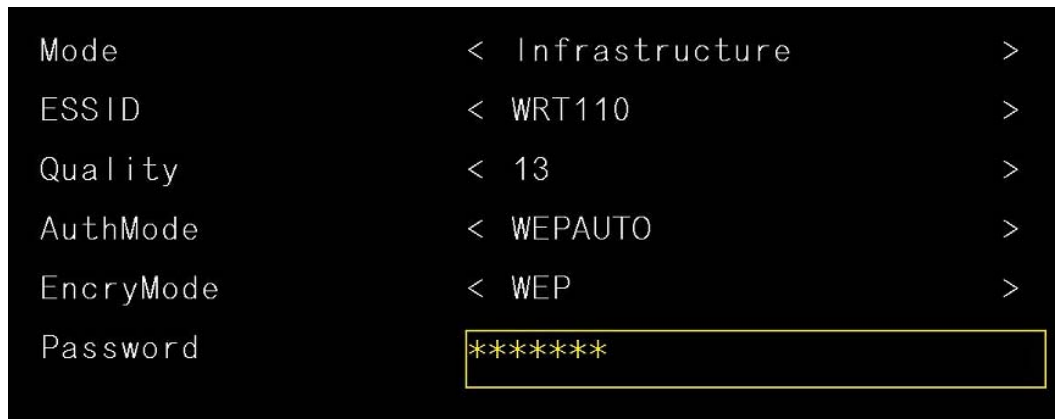 Mode < Infrastructure >
ESSID < WRT110 >
Quality < 13 >
AuthMode < WEPAUTO >
EncryMode < WEP >
Password *******